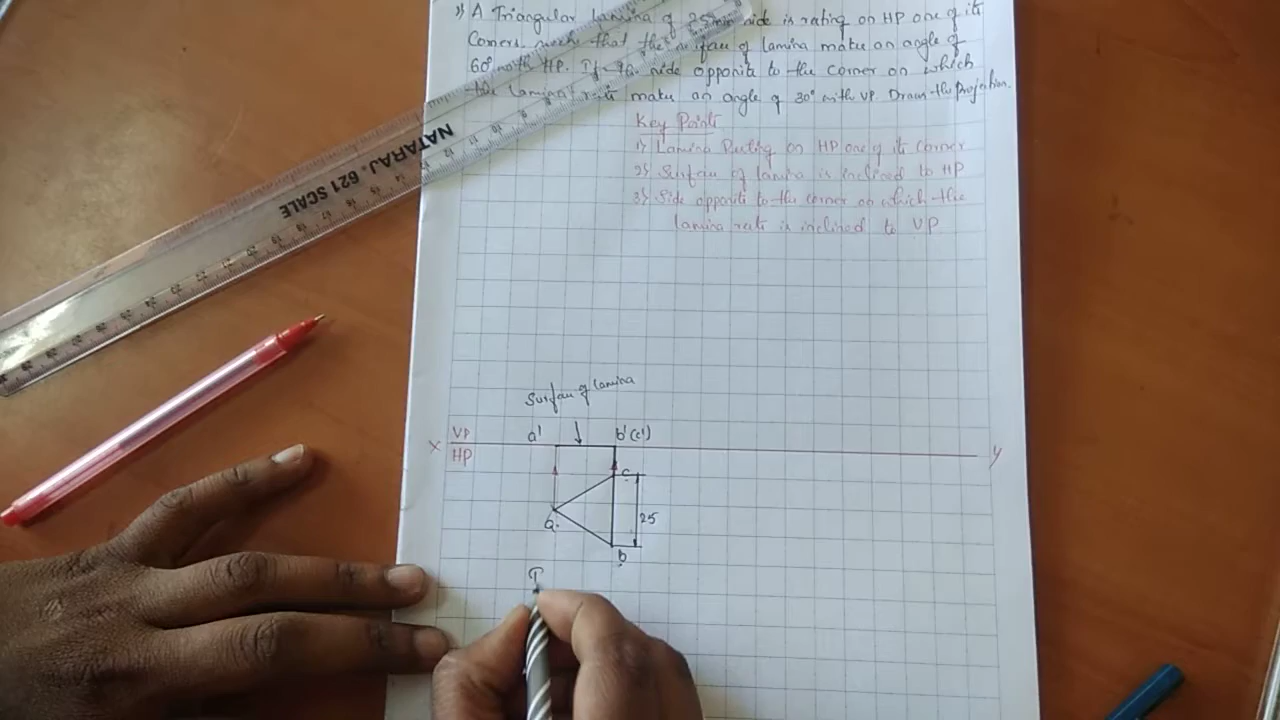 1) A Triangular lamina of 25mm side is rating on HP one of its
Corners such that the surface of lamina makes an angle of
60° with HP. If the side opposite to the corner on which
the lamina rests makes an angle of 30° with VP. Draw the Projection.
Key Points
1) Lamina Resting on HP one of its corner
2) Surface of lamina is inclined to HP
3) Side opposite to the corner on which the
lamina rests is inclined to VP
NATARAJ. 621 SCALE
Surface of lamina
a' b'(c')
X VP Y
HP
c
a 25
b
T